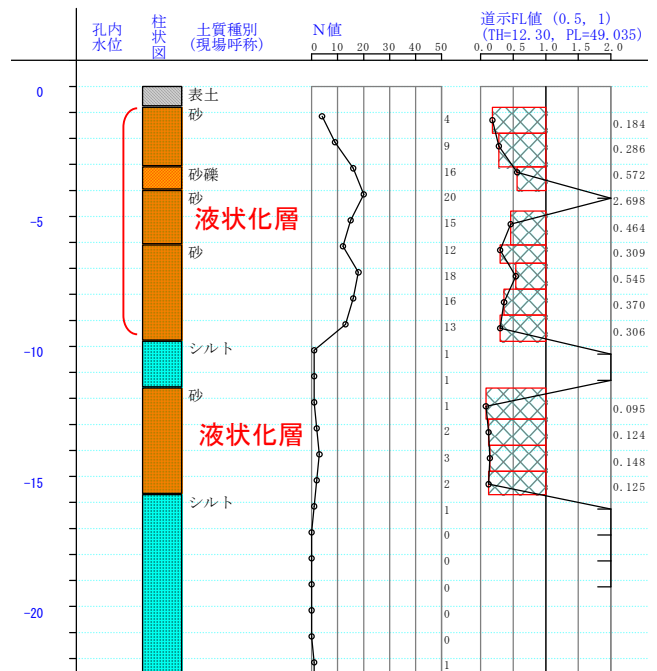 孔内
水位
柱
状
図
土質種別
(現場呼称)
N値
0 10 20 30 40 50
道示FL値 (0.5, 1)
(TH=12.30, PL=49.035)
0.0 0.5 1.0 1.5 2.0
0
-5
-10
-15
-20
表土
砂
砂礫
砂
液状化層
砂
シルト
砂
液状化層
シルト
4
9
16
20
15
12
18
16
13
1
1
1
2
3
2
1
0
0
0
0
0
1
0.184
0.286
0.572
2.698
0.464
0.309
0.545
0.370
0.306
0.095
0.124
0.148
0.125